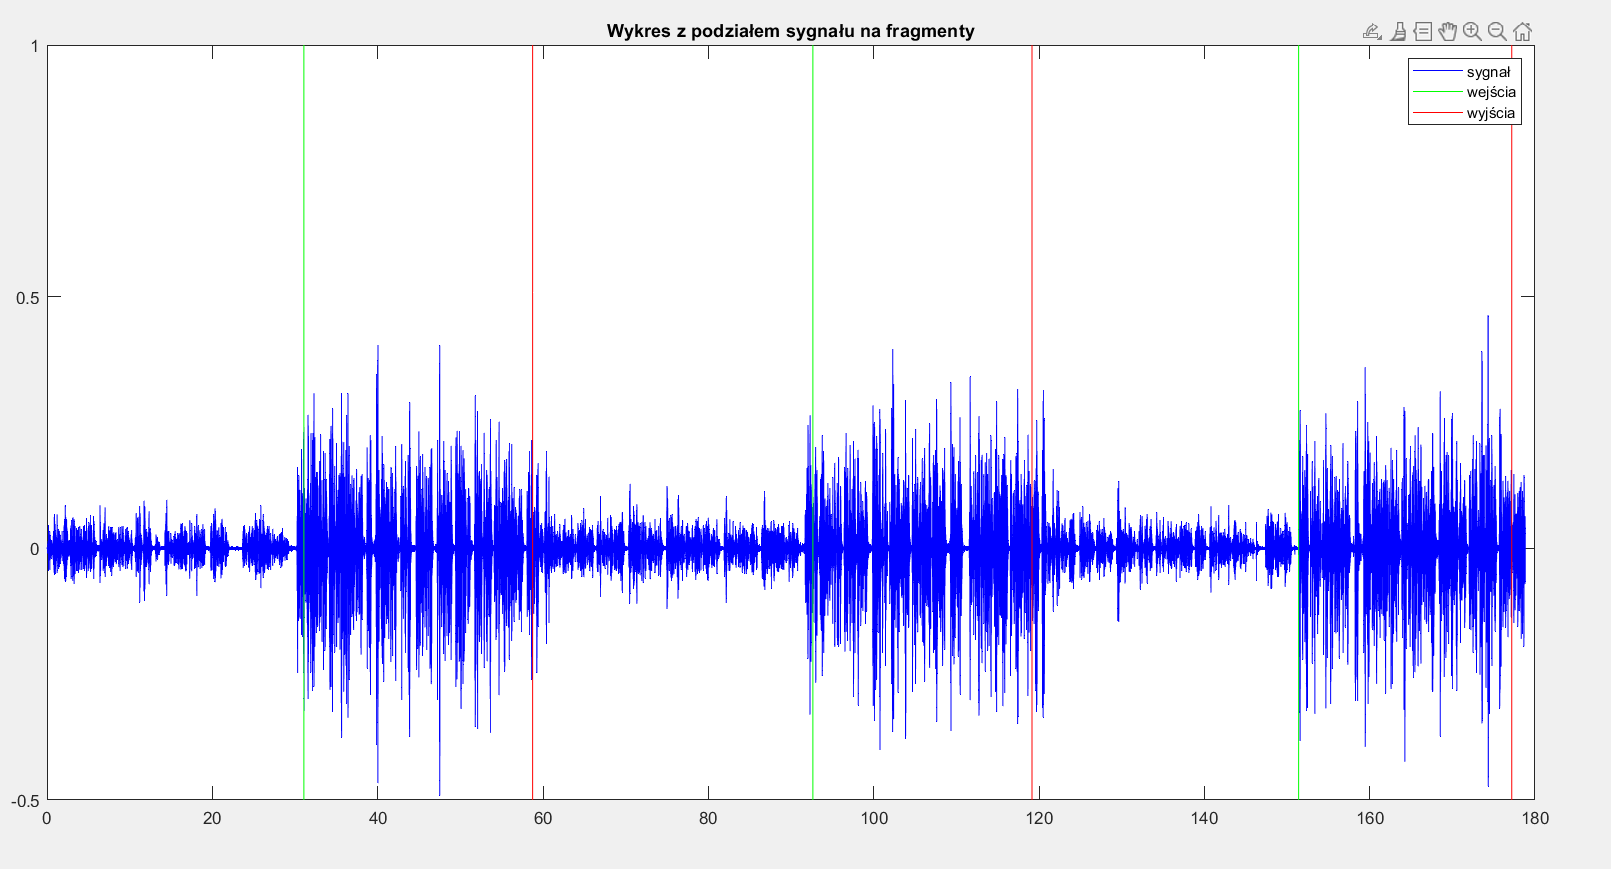 Wykres z podziałem sygnału na fragmenty
sygnał
wejścia
wyjścia
1
0.5
0
-0.5
0 20 40 60 80 100 120 140 160 180